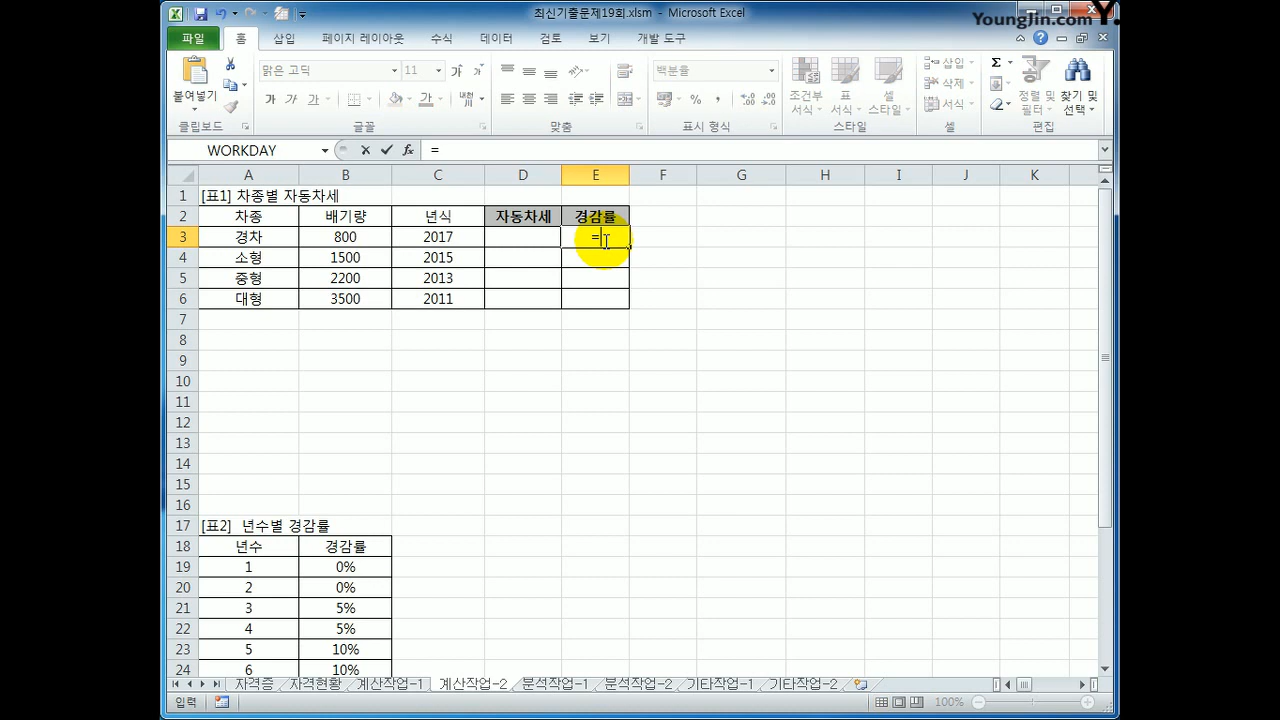 최신기출문제19회.xlsm - Microsoft Excel
YoungJin.com Y.
파일 홈 삽입 페이지 레이아웃 수식 데이터 검토 보기 개발 도구
붙여넣기
맑은 고딕 11
가 가 가 가 가 가 내천
백분율
%
조건부 서식
표 서식
셀 스타일
삽입
삭제
서식
Σ
정렬 및 필터
찾기 및 선택
클립보드 글꼴 맞춤 표시 형식 스타일 셀 편집
WORKDAY fx =
A B C D E F G H I J K
1 [표1] 차종별 자동차세
2 차종 배기량 년식 자동차세 경감률
3 경차 800 2017 =
4 소형 1500 2015
5 중형 2200 2013
6 대형 3500 2011
7
8
9
10
11
12
13
14
15
16
17 [표2] 년수별 경감률
18 년수 경감률
19 1 0%
20 2 0%
21 3 5%
22 4 5%
23 5 10%
24 6 10%
자격증 자격현황 계산작업-1 계산작업-2 분석작업-1 분석작업-2 기타작업-1 기타작업-2
입력 100%